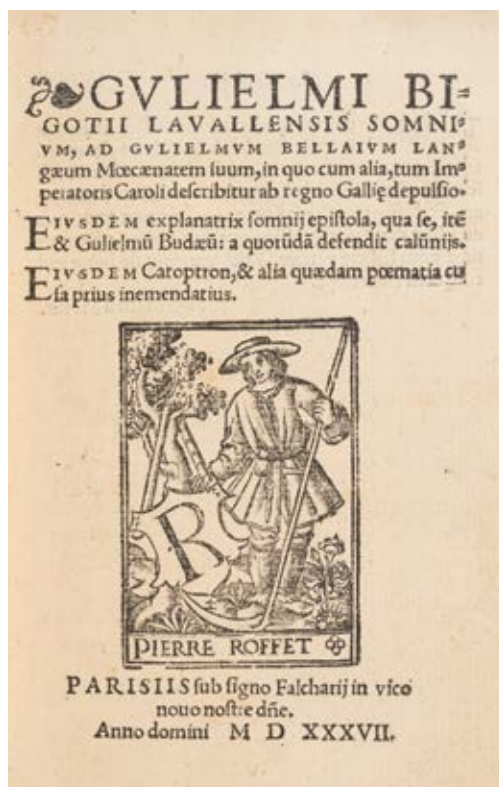 ❧GVLIELMI BI=
GOTII LAVALLENSIS SOMNI=
VM, AD GVLIELMVM BELLAIVM LAN=
gæum Mœcænatem suum, in quo cum alia, tum Im=
peratoris Caroli describitur ab regno Gallię depulsio.
EIVSDEM explanatrix somnij epistola, qua se, itē
& Gulielmū Budæū: a quorūdā defendit calūnijs.
EIVSDEM Catoptron, & alia quædam poematia cu
sa prius inemendatius.
R
PIERRE ROFFET
PARISIIS sub signo Falcharij in vico
nouo nostre dñe.
Anno domini M D XXXVII.